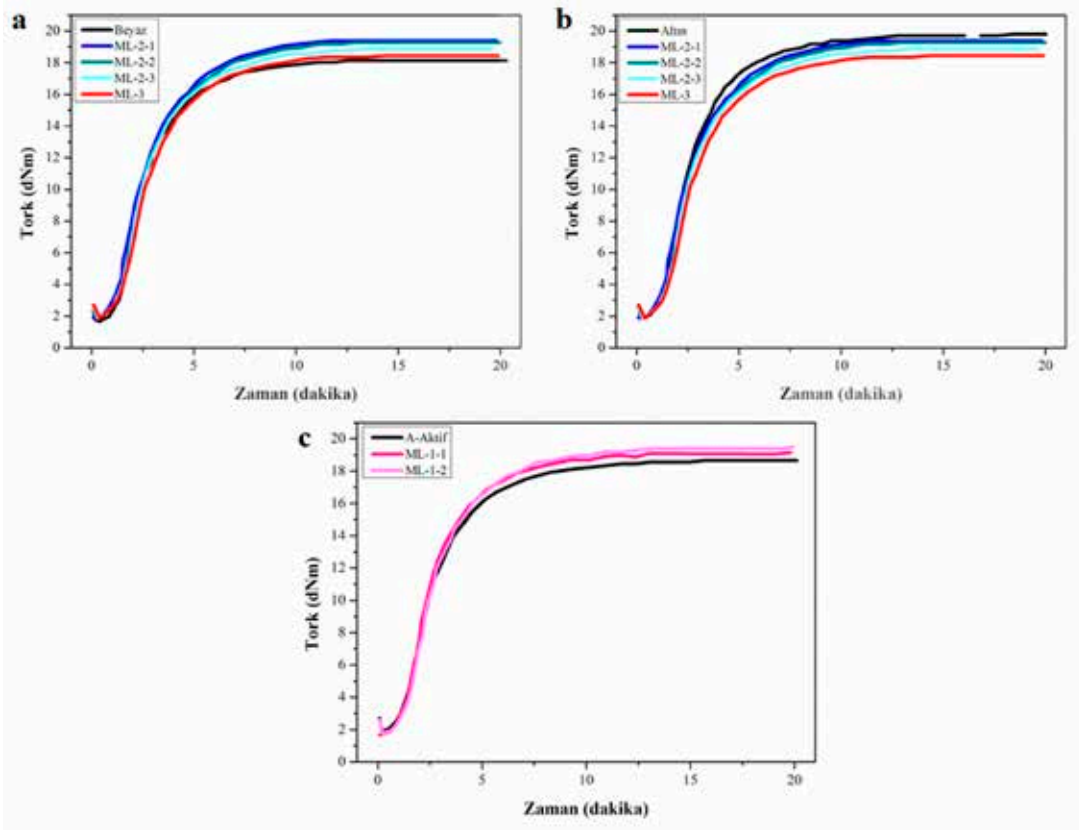 a
Beyaz
ML-2-1
ML-2-2
ML-2-3
ML-3
Tork (dNm)
20
18
16
14
12
10
8
6
4
2
0
0 5 10 15 20
Zaman (dakika)
b
Altas
ML-2-1
ML-2-2
ML-2-3
ML-3
Tork (dNm)
20
18
16
14
12
10
8
6
4
2
0
0 5 10 15 20
Zaman (dakika)
c
A-Aktif
ML-1-1
ML-1-2
Tork (dNm)
20
18
16
14
12
10
8
6
4
2
0
0 5 10 15 20
Zaman (dakika)